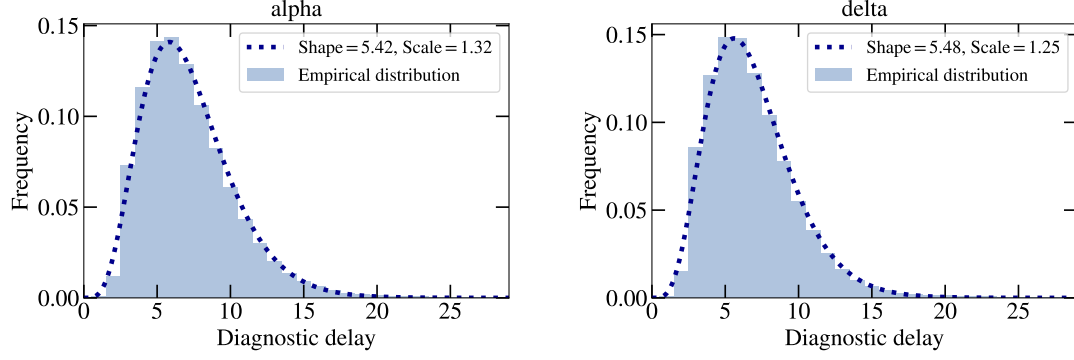 alpha
Frequency
0.15
0.10
0.05
0.00
Shape = 5.42, Scale = 1.32
Empirical distribution
0 5 10 15 20 25
Diagnostic delay
delta
Frequency
0.15
0.10
0.05
0.00
Shape = 5.48, Scale = 1.25
Empirical distribution
0 5 10 15 20 25
Diagnostic delay